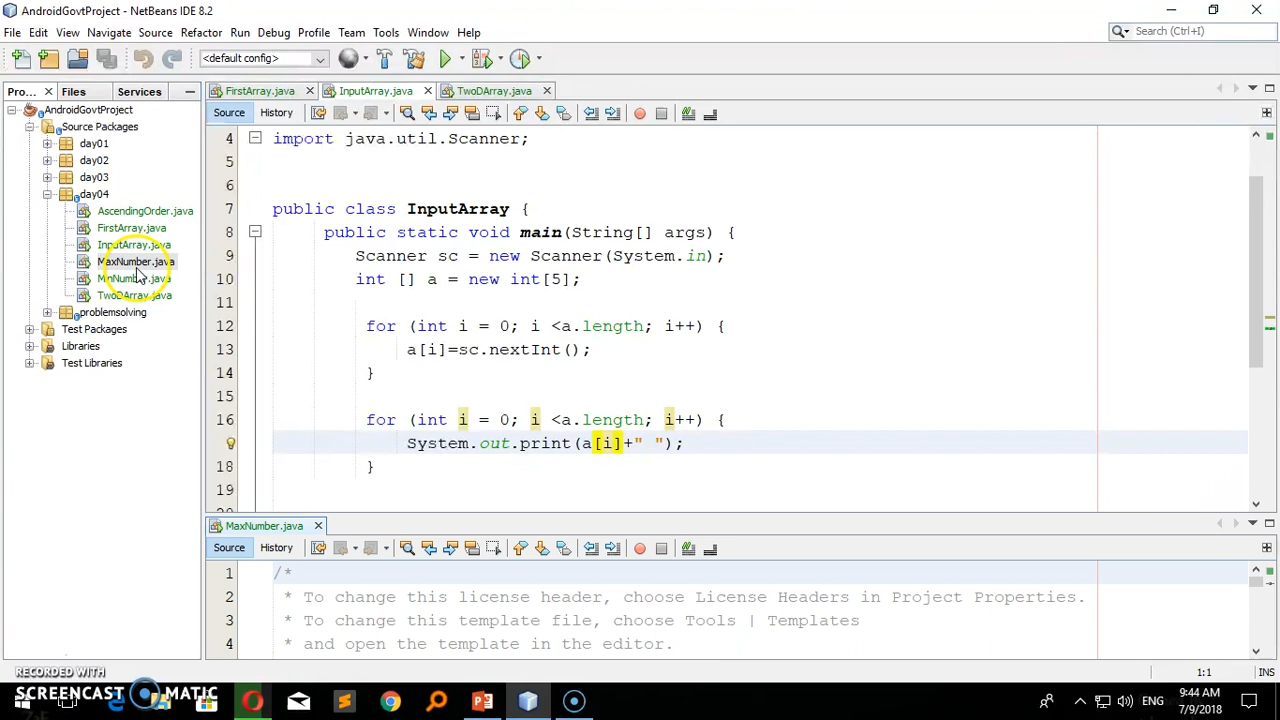 AndroidGovtProject - NetBeans IDE 8.2
File Edit View Navigate Source Refactor Run Debug Profile Team Tools Window Help
Search (Ctrl+I)
<default config>
Pro... Files Services
FirstArray.java InputArray.java TwoDArray.java
Source History
AndroidGovtProject
Source Packages
day01
day02
day03
day04
AscendingOrder.java
FirstArray.java
InputArray.java
MaxNumber.java
MinNumber.java
TwoDArray.java
problemsolving
Test Packages
Libraries
Test Libraries
4 import java.util.Scanner;
5
6
7 public class InputArray {
8 public static void main(String[] args) {
9 Scanner sc = new Scanner(System.in);
10 int [] a = new int[5];
11
12 for (int i = 0; i <a.length; i++) {
13 a[i]=sc.nextInt();
14 }
15
16 for (int i = 0; i <a.length; i++) {
System.out.print(a[i]+" ");
18 }
19
MaxNumber.java
Source History
1 /*
2 * To change this license header, choose License Headers in Project Properties.
3 * To change this template file, choose Tools | Templates
4 * and open the template in the editor.
1:1 INS
RECORDED WITH
SCREENCAST MATIC
ENG
9:44 AM
7/9/2018